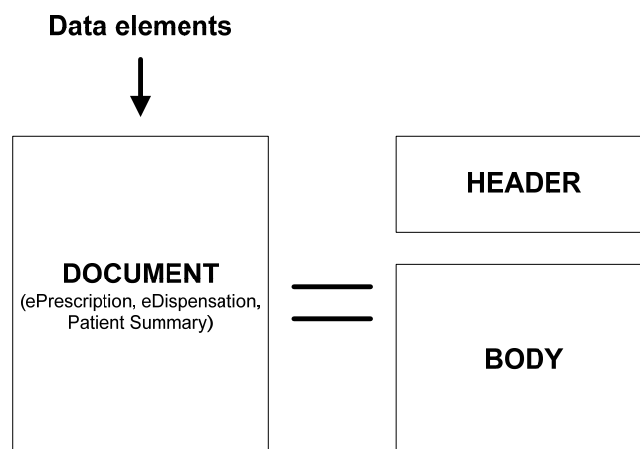 Data elements
DOCUMENT
(ePrescription, eDispensation,
Patient Summary)
HEADER
BODY